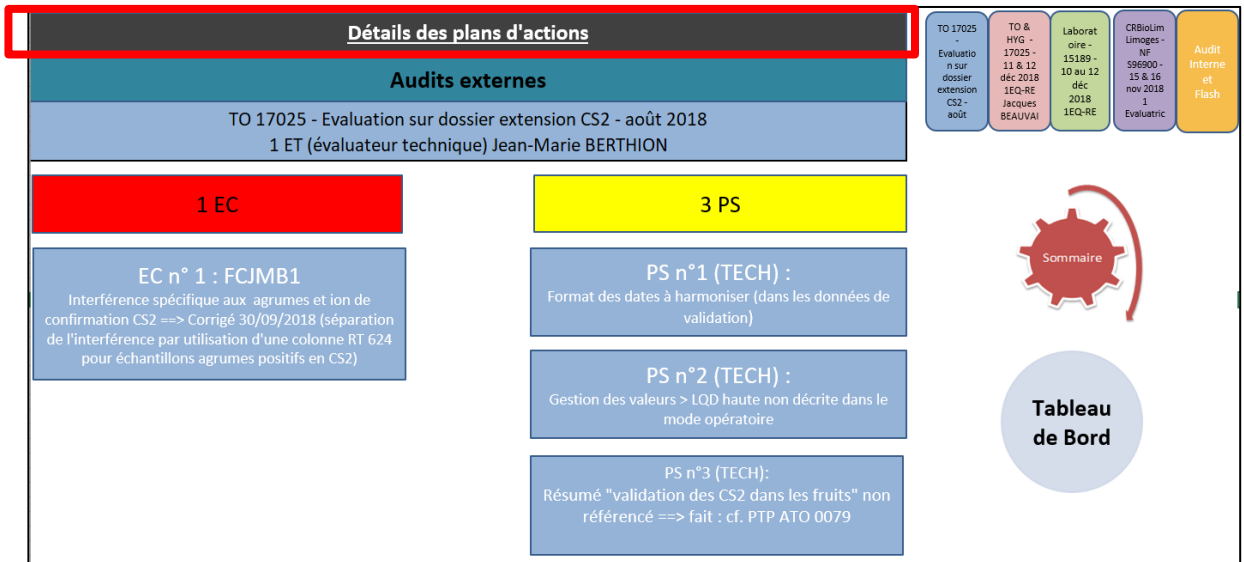 Détails des plans d'actions
Audits externes
TO 17025 - Evaluation sur dossier extension CS2 - août 2018
1 ET (évaluateur technique) Jean-Marie BERTHION
1 EC
3 PS
EC n° 1 : FCJMB1
Interférence spécifique aux agrumes et ion de
confirmation CS2 ==> Corrigé 30/09/2018 (séparation
de l'interférence par utilisation d'une colonne RT 624
pour échantillons agrumes positifs en CS2)
PS n°1 (TECH) :
Format des dates à harmoniser (dans les données de
validation)
PS n°2 (TECH) :
Gestion des valeurs > LQD haute non décrite dans le
mode opératoire
PS n°3 (TECH):
Résumé "validation des CS2 dans les fruits" non
référencé ==> fait : cf. PTP ATO 0079
TO 17025
-
Evaluatio
n sur
dossier
extension
CS2 -
août
TO &
HYG -
17025 -
11 & 12
déc 2018
1EQ-RE
Jacques
BEAUVAI
Laborat
oire -
15189 -
10 au 12
déc
2018
1EQ-RE
CRBioLim
Limoges -
NF
S96900 -
15 & 16
nov 2018
1
Evaluatric
Audit
Interne
et
Flash
Sommaire
Tableau
de Bord